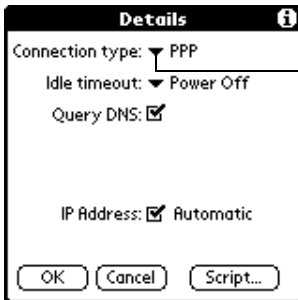 Details i
Connection type: PPP
Idle timeout: Power Off
Query DNS:
IP Address: Automatic
OK Cancel Script...